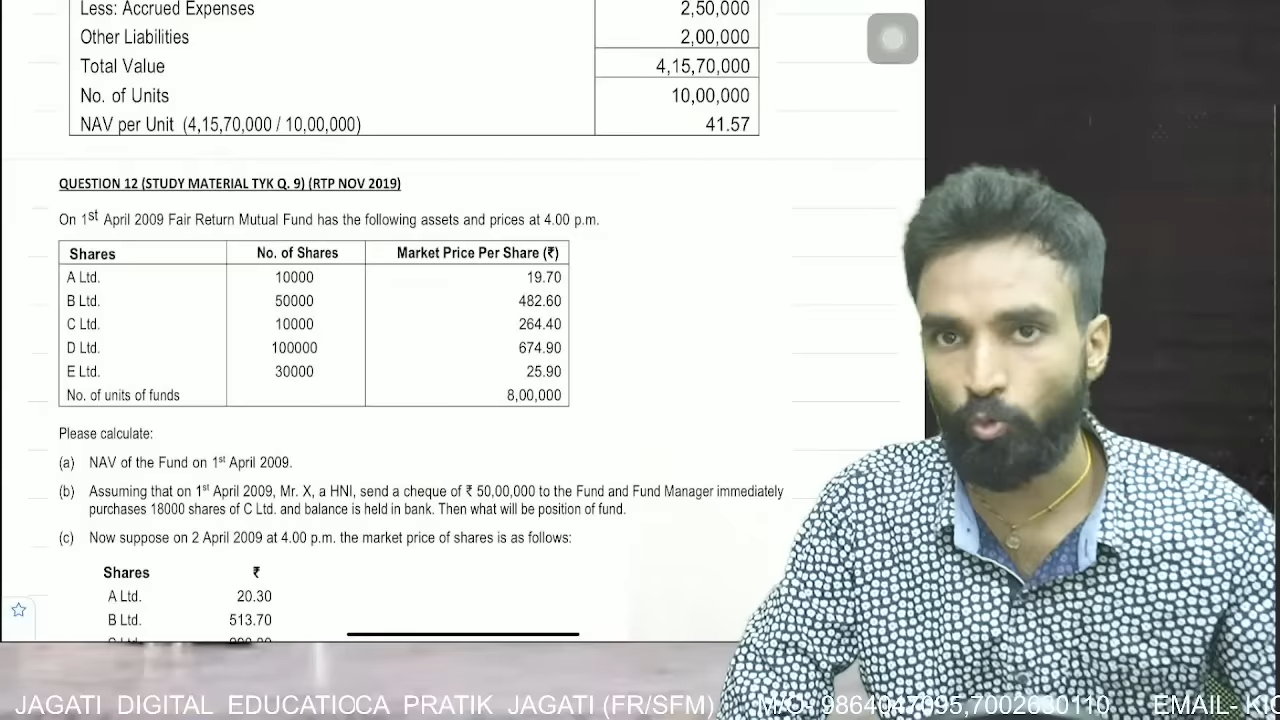 Less: Accrued Expenses 2,50,000
Other Liabilities 2,00,000
Total Value 4,15,70,000
No. of Units 10,00,000
NAV per Unit (4,15,70,000 / 10,00,000) 41.57
QUESTION 12 (STUDY MATERIAL TYK Q. 9) (RTP NOV 2019)
On 1st April 2009 Fair Return Mutual Fund has the following assets and prices at 4.00 p.m.
Shares No. of Shares Market Price Per Share (₹)
A Ltd. 10000 19.70
B Ltd. 50000 482.60
C Ltd. 10000 264.40
D Ltd. 100000 674.90
E Ltd. 30000 25.90
No. of units of funds 8,00,000
Please calculate:
(a) NAV of the Fund on 1st April 2009.
(b) Assuming that on 1st April 2009, Mr. X, a HNI, send a cheque of ₹ 50,00,000 to the Fund and Fund Manager immediately
purchases 18000 shares of C Ltd. and balance is held in bank. Then what will be position of fund.
(c) Now suppose on 2 April 2009 at 4.00 p.m. the market price of shares is as follows:
Shares ₹
A Ltd. 20.30
B Ltd. 513.70
JAGATI DIGITAL EDUCATIOCA PRATIK JAGATI (FR/SFM) 7002630110 EMAIL-